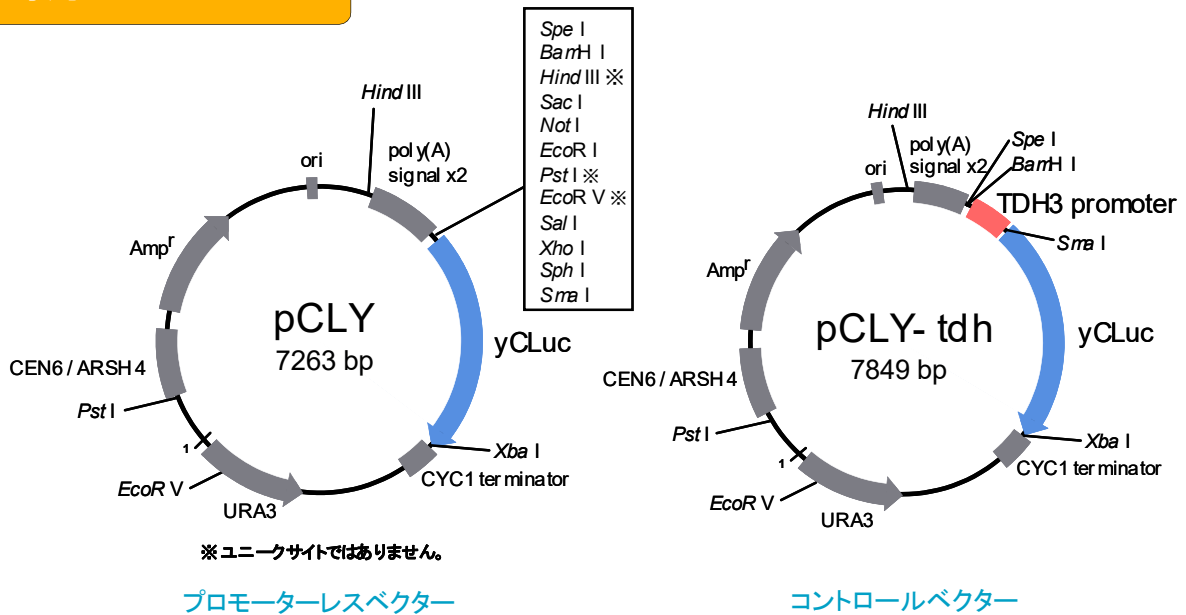 Spe I
BamH I
Hind III ※
Sac I
Not I
EcoR I
Pst I ※
EcoR V ※
Sal I
Xho I
Sph I
Sma I
Hind III
ori
poly(A)
signal x2
Ampʳ
pCLY
7263 bp
yCLuc
CEN6 / ARSH4
Pst I
1
EcoR V
URA3
Xba I
CYC1 terminator
※ユニークサイトではありません。
プロモーターレスベクター
Hind III
ori
poly(A)
signal x2
Spe I
BamH I
TDH3 promoter
Sma I
Ampʳ
pCLY- tdh
7849 bp
yCLuc
CEN6 / ARSH4
Pst I
1
EcoR V
URA3
Xba I
CYC1 terminator
コントロールベクター